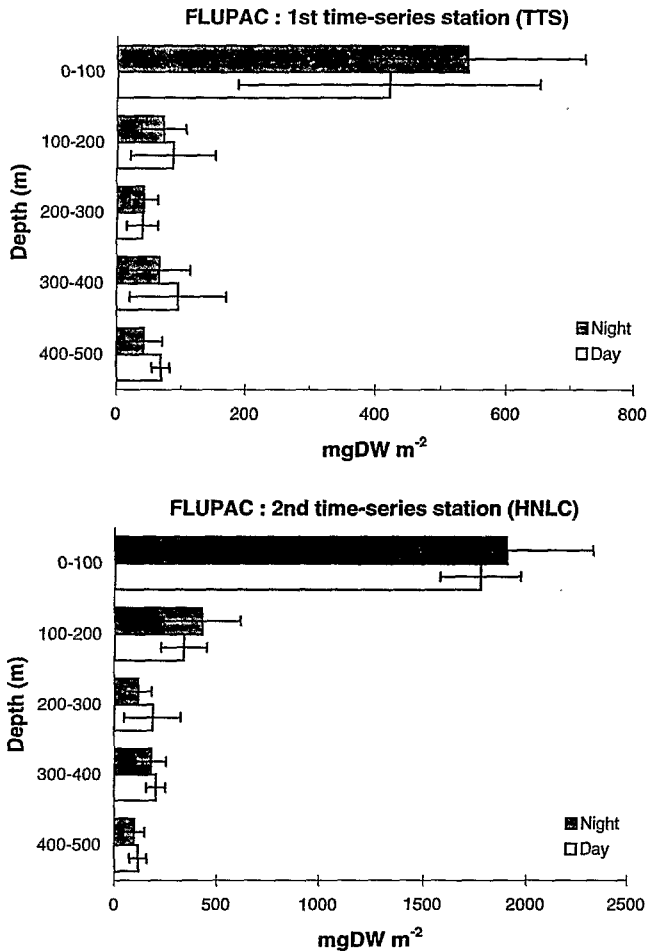 FLUPAC : 1st time-series station (TTS)
Depth (m)
0-100
100-200
200-300
300-400
400-500
Night
Day
0 200 400 600 800
mgDW m-2
FLUPAC : 2nd time-series station (HNLC)
Depth (m)
0-100
100-200
200-300
300-400
400-500
Night
Day
0 500 1000 1500 2000 2500
mgDW m-2